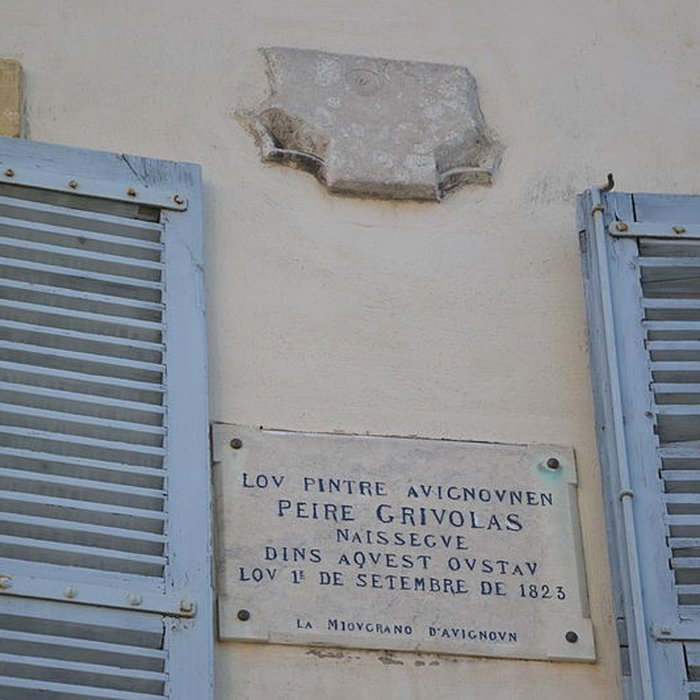 LOV PINTRE AVIGNOVNEN
PEIRE GRIVOLAS
NAISSEGVE
DINS AQVEST OVSTAV
LOV 1E DE SETEMBRE DE 1823
LA MIOVGRANO D'AVIGNOVN